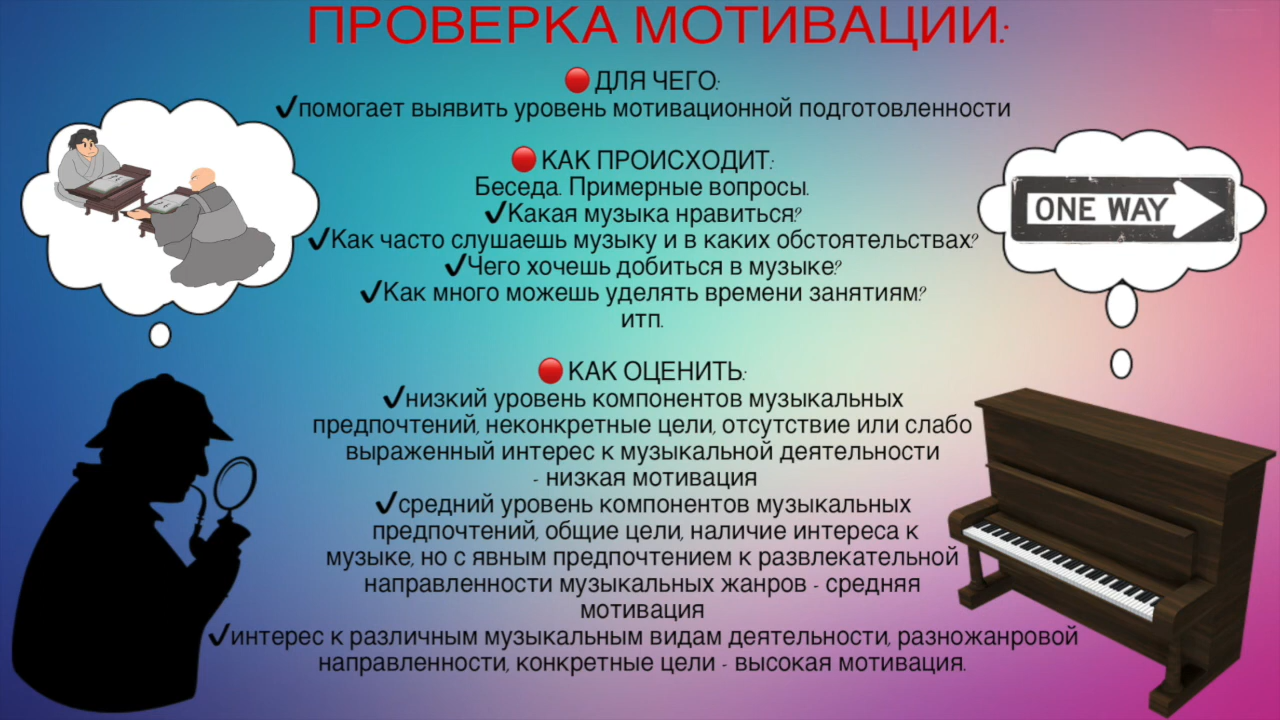 ПРОВЕРКА МОТИВАЦИИ:
ДЛЯ ЧЕГО:
✔помогает выявить уровень мотивационной подготовленности
КАК ПРОИСХОДИТ:
Беседа. Примерные вопросы.
✔Какая музыка нравиться?
✔Как часто слушаешь музыку и в каких обстоятельствах?
✔Чего хочешь добиться в музыке?
✔Как много можешь уделять времени занятиям?
итп.
ONE WAY
КАК ОЦЕНИТЬ:
✔низкий уровень компонентов музыкальных
предпочтений, неконкретные цели, отсутствие или слабо
выраженный интерес к музыкальной деятельности
- низкая мотивация
✔средний уровень компонентов музыкальных
предпочтений, общие цели, наличие интереса к
музыке, но с явным предпочтением к развлекательной
направленности музыкальных жанров - средняя
мотивация
✔интерес к различным музыкальным видам деятельности, разножанровой
направленности, конкретные цели - высокая мотивация.